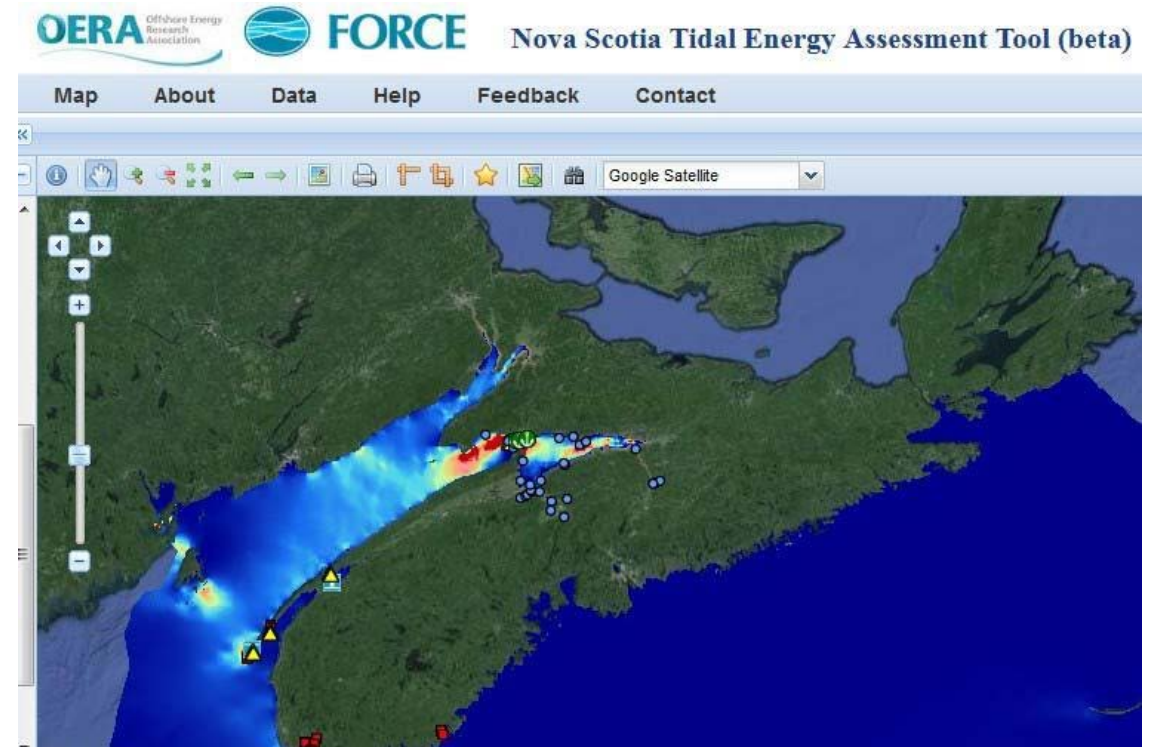 OERA Offshore Energy
Research
Association
FORCE
Nova Scotia Tidal Energy Assessment Tool (beta)
Map About Data Help Feedback Contact
Google Satellite